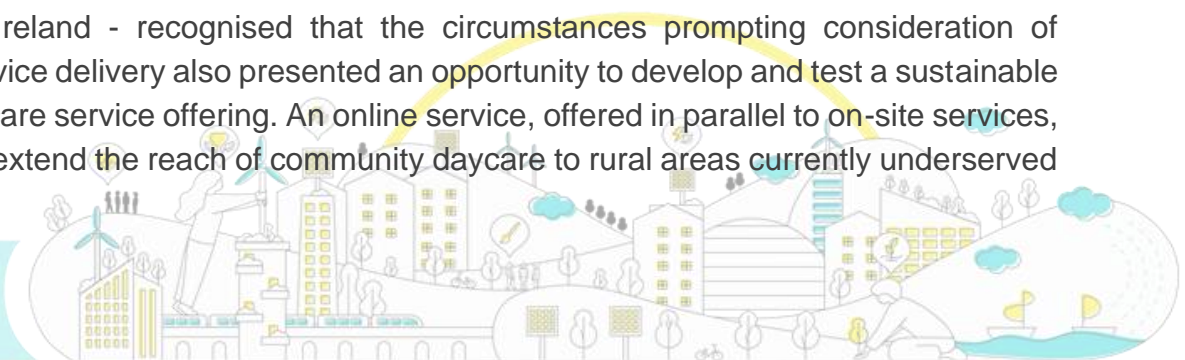 reland - recognised that the circumstances prompting consideration of
vice delivery also presented an opportunity to develop and test a sustainable
are service offering. An online service, offered in parallel to on-site services,
extend the reach of community daycare to rural areas currently underserved